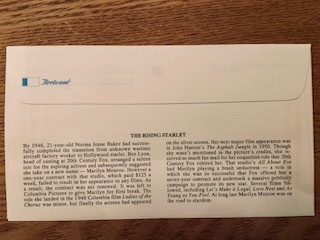 Fleetwood
THE RISING STARLET
By 1946, 21-year-old Norma Jeane Baker had success-
fully completed the transition from unknown wartime
aircraft factory worker to Hollywood starlet. Ben Lyon,
head of casting at 20th Century Fox, arranged a screen
test for the aspiring actress and subsequently suggested
she take on a new name — Marilyn Monroe. However a
one-year contract with that studio, which paid $125 a
week, failed to result in her appearance in any films. As
a result, the contract was not renewed. It was left to
Columbia Pictures to give Marilyn her first break. The
role she landed in the 1948 Columbia film Ladies of the
Chorus was minor, but finally the actress had appeared
on the silver screen. Her next major film appearance was
in John Huston's The Asphalt Jungle in 1950. Though
she wasn't mentioned in the picture's credits, she re-
ceived so much fan mail for her coquettish role that 20th
Century Fox rehired her. That studio's All About Eve
has Marilyn playing a brash seductress — a role in
which she was so successful that Fox offered her a
seven-year contract and undertook a massive publicity
campaign to promote its new star. Several films fol-
lowed, including Let's Make it Legal, Love Nest and As
Young as You Feel. At long last Marilyn Monroe was on
the road to stardom.